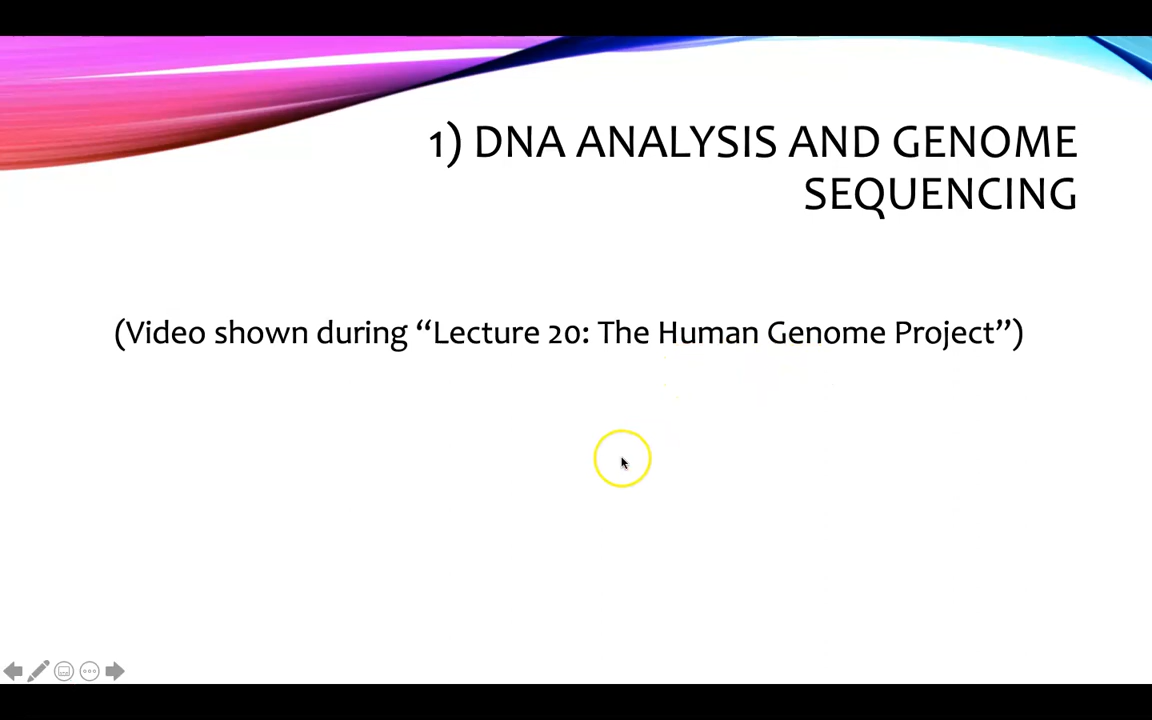 1) DNA ANALYSIS AND GENOME
SEQUENCING
(Video shown during “Lecture 20: The Human Genome Project”)